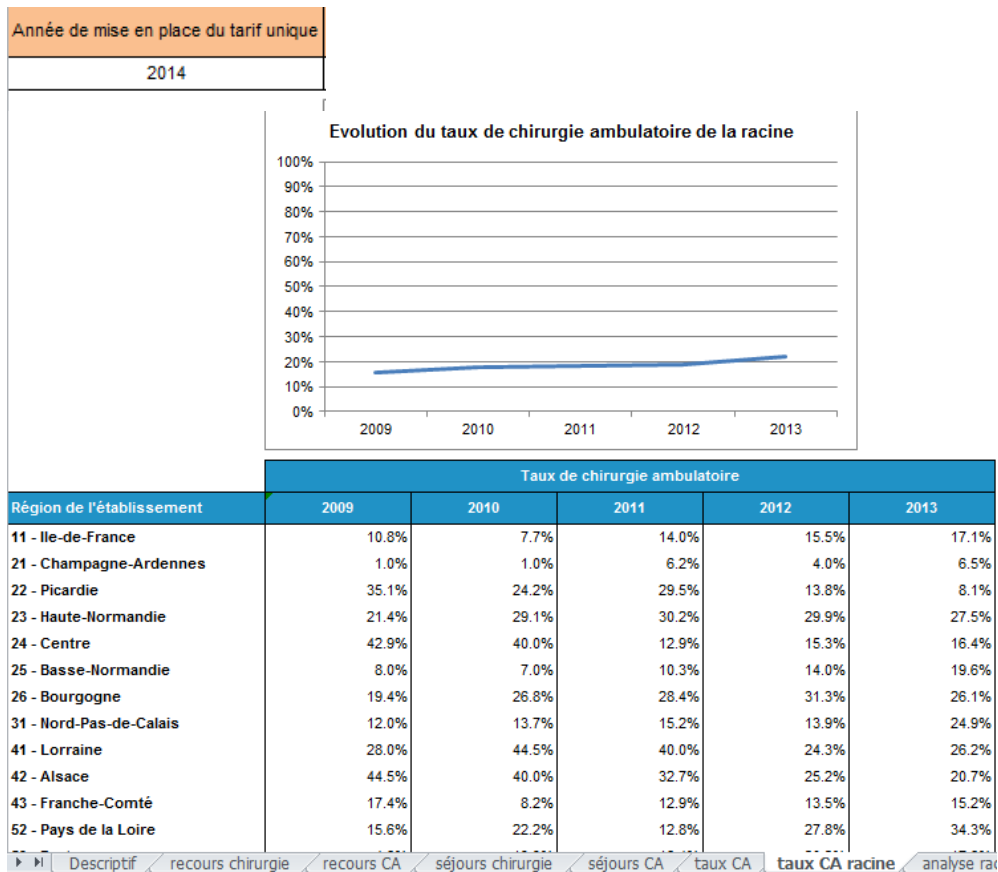 Année de mise en place du tarif unique
2014
Evolution du taux de chirurgie ambulatoire de la racine
100%
90%
80%
70%
60%
50%
40%
30%
20%
10%
0%
2009 2010 2011 2012 2013
Taux de chirurgie ambulatoire
Région de l'établissement 2009 2010 2011 2012 2013
11 - Ile-de-France 10.8% 7.7% 14.0% 15.5% 17.1%
21 - Champagne-Ardennes 1.0% 1.0% 6.2% 4.0% 6.5%
22 - Picardie 35.1% 24.2% 29.5% 13.8% 8.1%
23 - Haute-Normandie 21.4% 29.1% 30.2% 29.9% 27.5%
24 - Centre 42.9% 40.0% 12.9% 15.3% 16.4%
25 - Basse-Normandie 8.0% 7.0% 10.3% 14.0% 19.6%
26 - Bourgogne 19.4% 26.8% 28.4% 31.3% 26.1%
31 - Nord-Pas-de-Calais 12.0% 13.7% 15.2% 13.9% 24.9%
41 - Lorraine 28.0% 44.5% 40.0% 24.3% 26.2%
42 - Alsace 44.5% 40.0% 32.7% 25.2% 20.7%
43 - Franche-Comté 17.4% 8.2% 12.9% 13.5% 15.2%
52 - Pays de la Loire 15.6% 22.2% 12.8% 27.8% 34.3%
Descriptif recours chirurgie recours CA séjours chirurgie séjours CA taux CA taux CA racine analyse rac